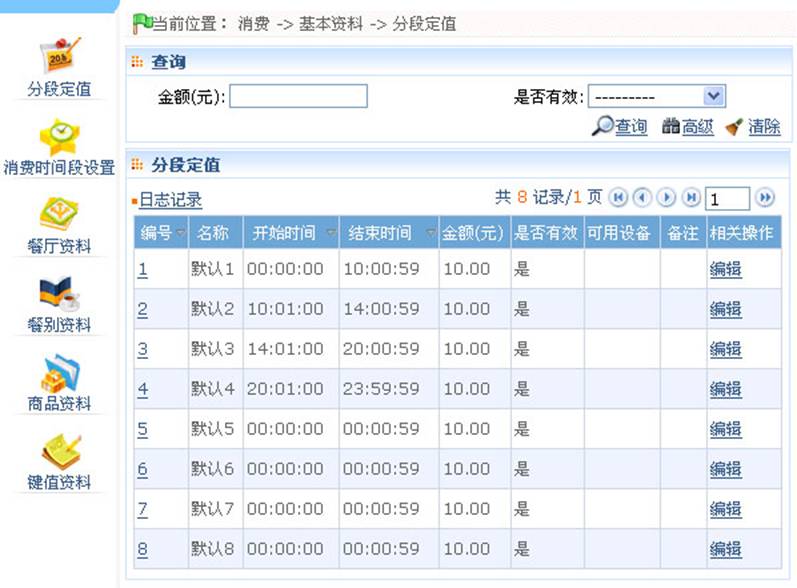 分段定值
消费时间段设置
餐厅资料
餐别资料
商品资料
键值资料
当前位置： 消费 -> 基本资料 -> 分段定值
查询
金额(元): 是否有效: ---------
查询 高级 清除
分段定值
日志记录 共 8 记录/1 页 1
编号 名称 开始时间 结束时间 金额(元) 是否有效 可用设备 备注 相关操作
1 默认1 00:00:00 10:00:59 10.00 是 编辑
2 默认2 10:01:00 14:00:59 10.00 是 编辑
3 默认3 14:01:00 20:00:59 10.00 是 编辑
4 默认4 20:01:00 23:59:59 10.00 是 编辑
5 默认5 00:00:00 00:00:59 10.00 是 编辑
6 默认6 00:00:00 00:00:59 10.00 是 编辑
7 默认7 00:00:00 00:00:59 10.00 是 编辑
8 默认8 00:00:00 00:00:59 10.00 是 编辑